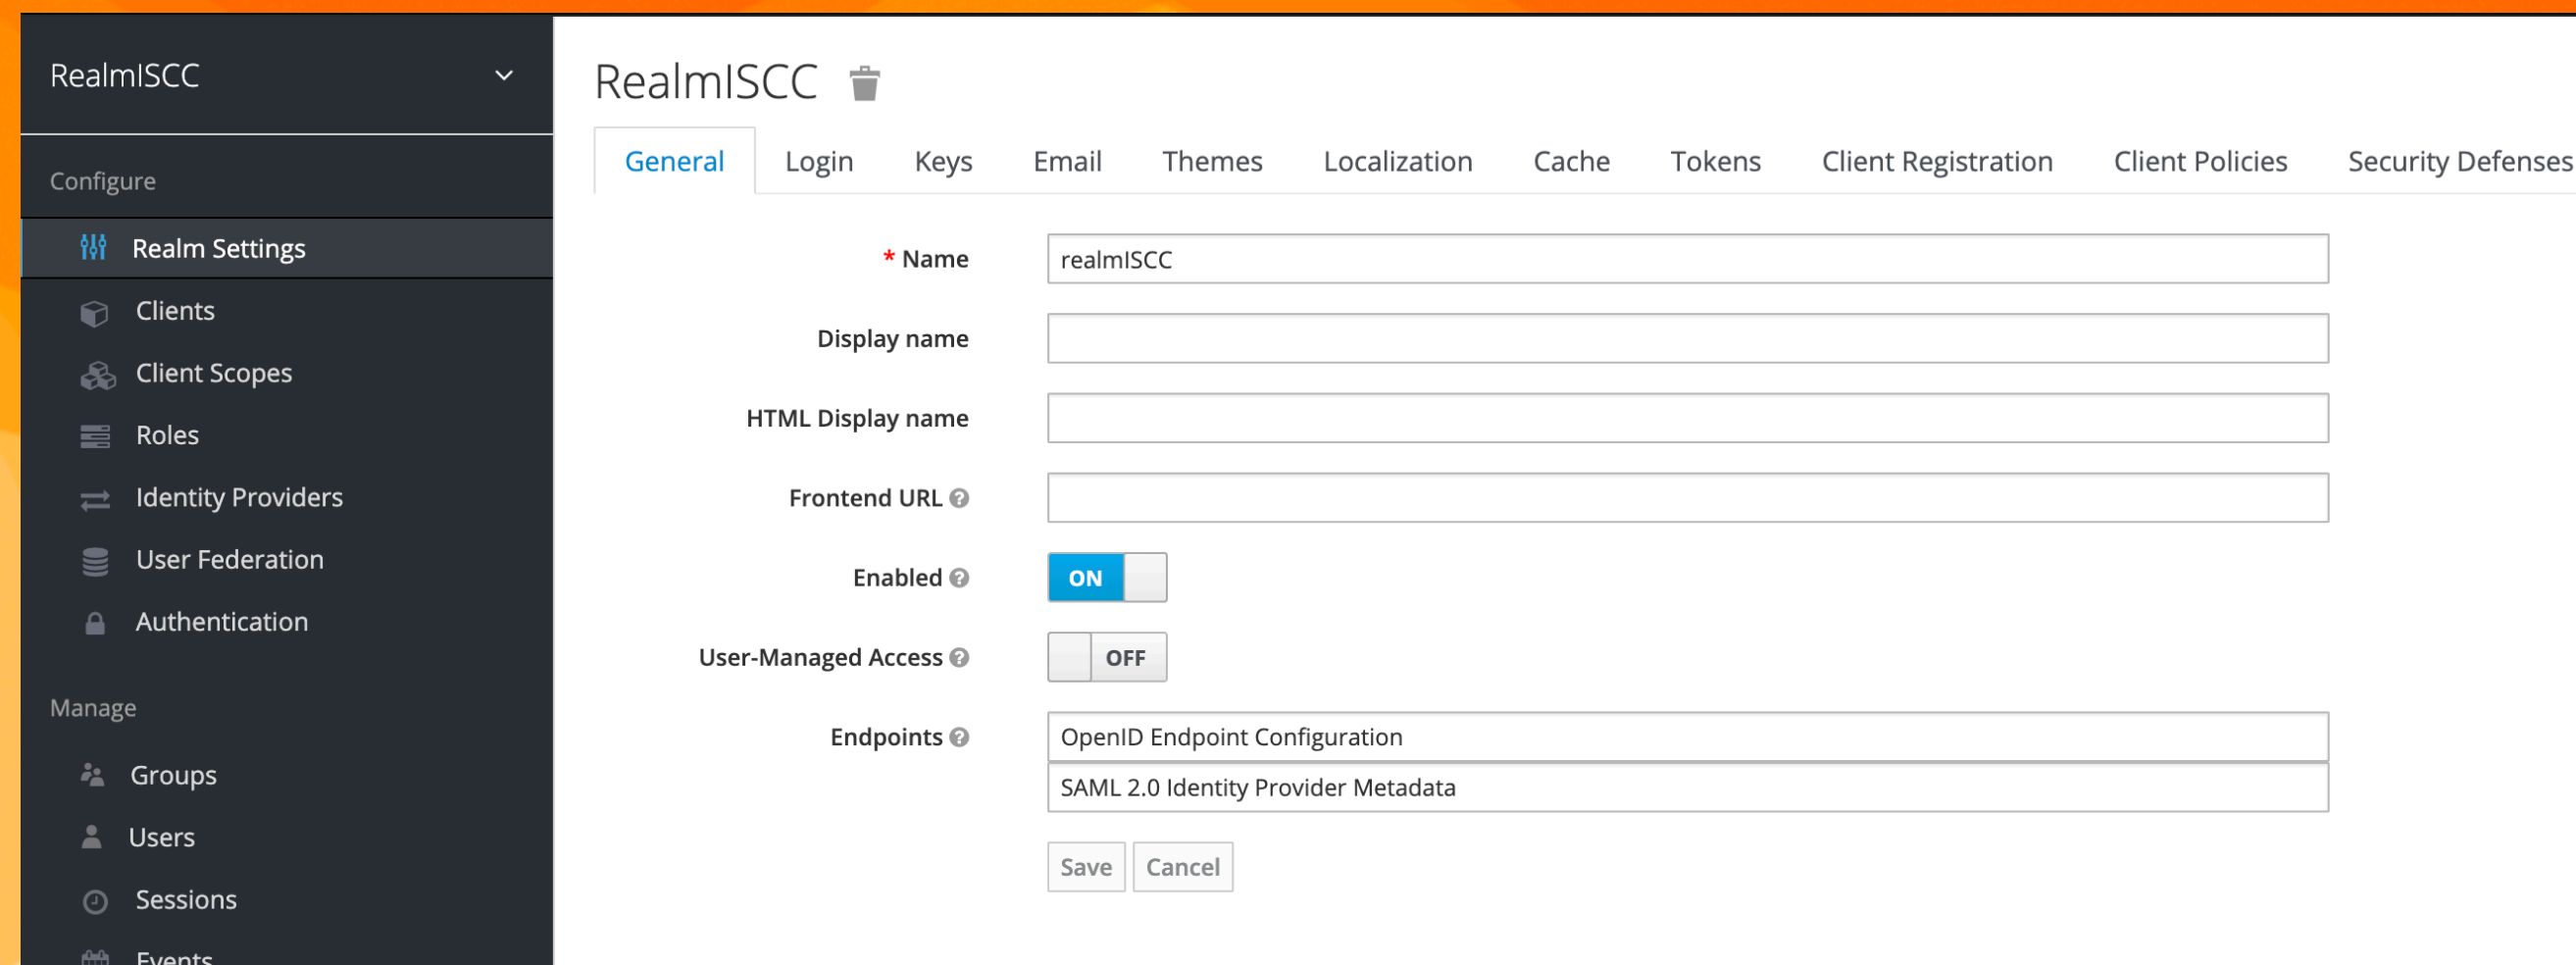 RealmISCC
Configure
Realm Settings
Clients
Client Scopes
Roles
Identity Providers
User Federation
Authentication
Manage
Groups
Users
Sessions
Events
RealmISCC
General Login Keys Email Themes Localization Cache Tokens Client Registration Client Policies Security Defenses
* Name realmISCC
Display name
HTML Display name
Frontend URL ?
Enabled ? ON
User-Managed Access ? OFF
Endpoints ? OpenID Endpoint Configuration
SAML 2.0 Identity Provider Metadata
Save Cancel